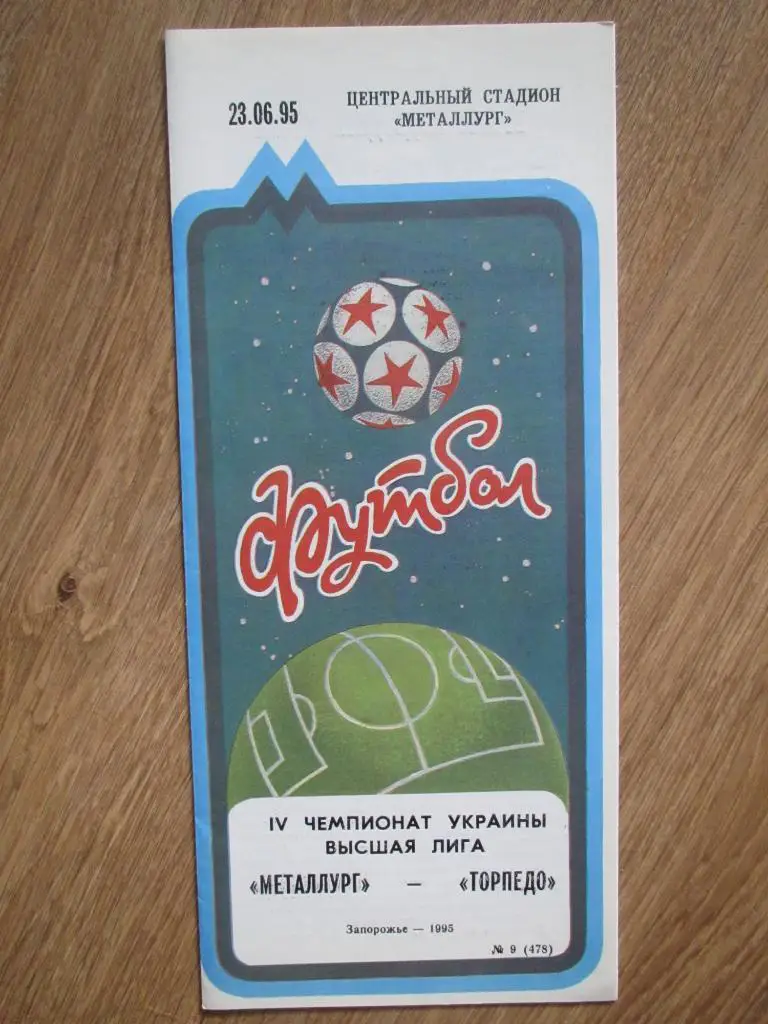 23.06.95
ЦЕНТРАЛЬНЫЙ СТАДИОН
«МЕТАЛЛУРГ»
Футбол
IV ЧЕМПИОНАТ УКРАИНЫ
ВЫСШАЯ ЛИГА
«МЕТАЛЛУРГ» — «ТОРПЕДО»
Запорожье — 1995
№ 9 (478)